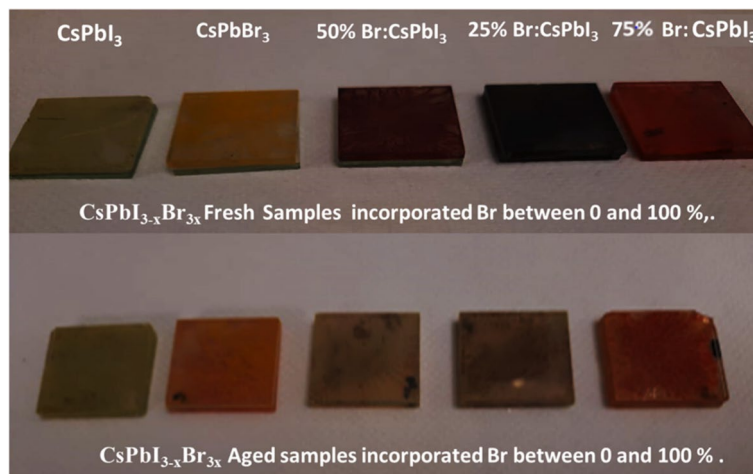 CsPbI₃ CsPbBr₃ 50% Br:CsPbI₃ 25% Br:CsPbI₃ 75% Br: CsPbI₃
CsPbI₃₋ₓBr₃ₓ Fresh Samples incorporated Br between 0 and 100 %,.
CsPbI₃₋ₓBr₃ₓ Aged samples incorporated Br between 0 and 100 % .